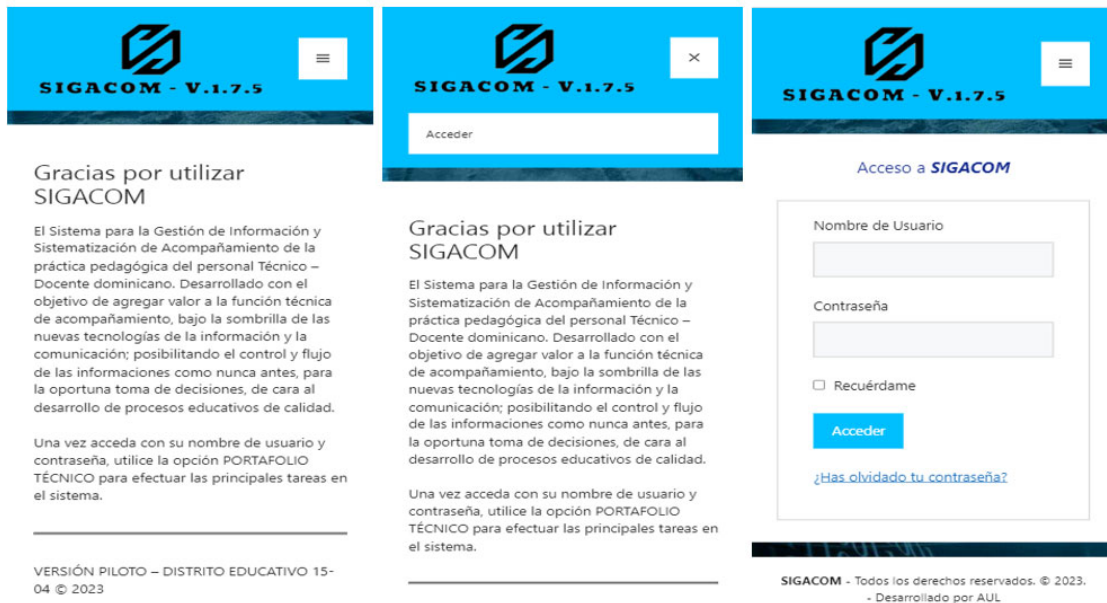 SIGACOM - V.1.7.5
Gracias por utilizar
SIGACOM
El Sistema para la Gestión de Información y
Sistematización de Acompañamiento de la
práctica pedagógica del personal Técnico –
Docente dominicano. Desarrollado con el
objetivo de agregar valor a la función técnica
de acompañamiento, bajo la sombrilla de las
nuevas tecnologías de la información y la
comunicación; posibilitando el control y flujo
de las informaciones como nunca antes, para
la oportuna toma de decisiones, de cara al
desarrollo de procesos educativos de calidad.
Una vez acceda con su nombre de usuario y
contraseña, utilice la opción PORTAFOLIO
TÉCNICO para efectuar las principales tareas en
el sistema.
VERSIÓN PILOTO – DISTRITO EDUCATIVO 15-
04 © 2023
SIGACOM - V.1.7.5
Acceder
Gracias por utilizar
SIGACOM
El Sistema para la Gestión de Información y
Sistematización de Acompañamiento de la
práctica pedagógica del personal Técnico –
Docente dominicano. Desarrollado con el
objetivo de agregar valor a la función técnica
de acompañamiento, bajo la sombrilla de las
nuevas tecnologías de la información y la
comunicación; posibilitando el control y flujo
de las informaciones como nunca antes, para
la oportuna toma de decisiones, de cara al
desarrollo de procesos educativos de calidad.
Una vez acceda con su nombre de usuario y
contraseña, utilice la opción PORTAFOLIO
TÉCNICO para efectuar las principales tareas en
el sistema.
SIGACOM - V.1.7.5
Acceso a SIGACOM
Nombre de Usuario
Contraseña
Recuérdame
Acceder
¿Has olvidado tu contraseña?
SIGACOM - Todos los derechos reservados. © 2023.
- Desarrollado por AUL